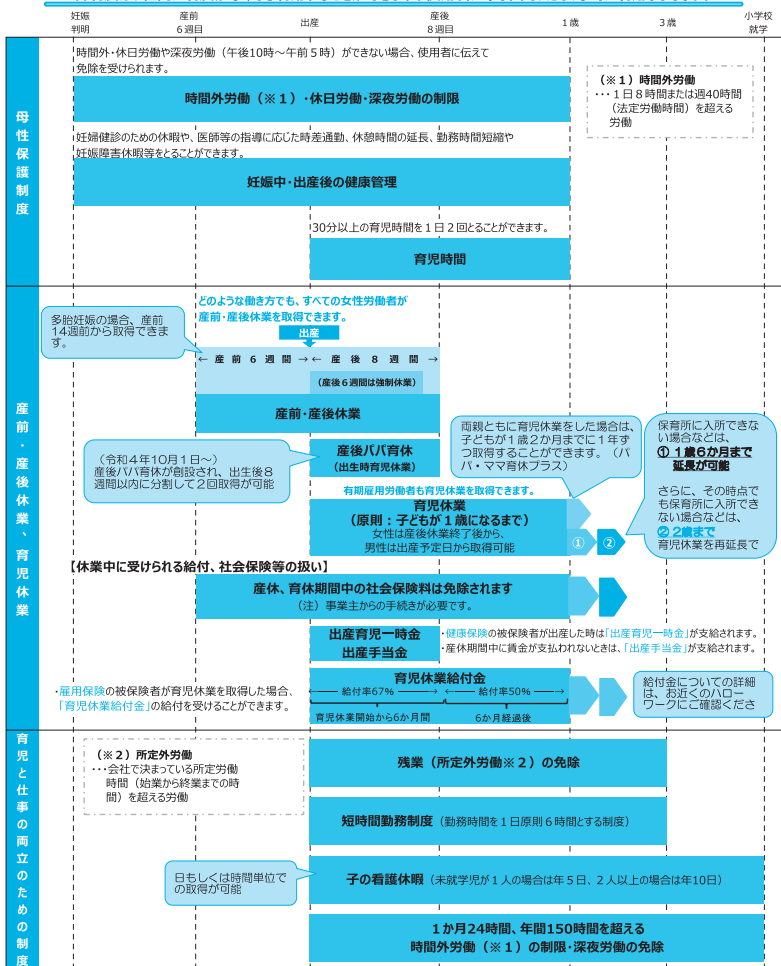 妊娠
判明
産前
6週目
出産
産後
8週目
1歳
3歳
小学校
就学
母性保護制度
時間外・休日労働や深夜労働（午後10時～午前5時）ができない場合、使用者に伝えて
免除を受けられます。
時間外労働（※1）・休日労働・深夜労働の制限
（※1）時間外労働
・・・1日8時間または週40時間
（法定労働時間）を超える
労働
妊婦健診のための休暇や、医師等の指導に応じた時差通勤、休憩時間の延長、勤務時間短縮や
妊娠障害休暇等をとることができます。
妊娠中・出産後の健康管理
30分以上の育児時間を1日2回とることができます。
育児時間
産前・産後休業、育児休業
どのような働き方でも、すべての女性労働者が
産前・産後休業を取得できます。
多胎妊娠の場合、産前
14週前から取得できま
す。
出産
← 産前6週間 →← 産後8週間 →
（産後6週間は強制休業）
産前・産後休業
（令和4年10月1日～）
産後パパ育休が創設され、出生後8
週間以内に分割して2回取得が可能
産後パパ育休
（出生時育児休業）
両親ともに育児休業をした場合は、
子どもが1歳2か月までに1年ず
つ取得することができます。（パ
パ・ママ育休プラス）
保育所に入所できな
い場合などは、
① 1歳6か月まで
延長が可能
さらに、その時点で
も保育所に入所でき
ない場合などは、
② 2歳まで
育児休業を再延長で
有期雇用労働者も育児休業を取得できます。
育児休業
（原則：子どもが1歳になるまで）
女性は産後休業終了後から、
男性は出産予定日から取得可能
①
②
【休業中に受けられる給付、社会保険等の扱い】
産休、育休期間中の社会保険料は免除されます
（注）事業主からの手続きが必要です。
出産育児一時金
出産手当金
・健康保険の被保険者が出産した時は「出産育児一時金」が支給されます。
・産休期間中に賃金が支払われないときは、「出産手当金」が支給されます。
・雇用保険の被保険者が育児休業を取得した場合、
「育児休業給付金」の給付を受けることができます。
育児休業給付金
← 給付率67% → ← 給付率50% →
育児休業開始から6か月間
6か月経過後
給付金についての詳細
は、お近くのハロー
ワークにご確認くださ
育児と仕事の両立のための制度
（※2）所定外労働
・・・会社で決まっている所定労働
時間（始業から終業までの時
間）を超える労働
残業（所定外労働※2）の免除
短時間勤務制度（勤務時間を1日原則6時間とする制度）
日もしくは時間単位で
の取得が可能
子の看護休暇（未就学児が1人の場合は年5日、2人以上の場合は年10日）
1か月24時間、年間150時間を超える
時間外労働（※1）の制限・深夜労働の免除